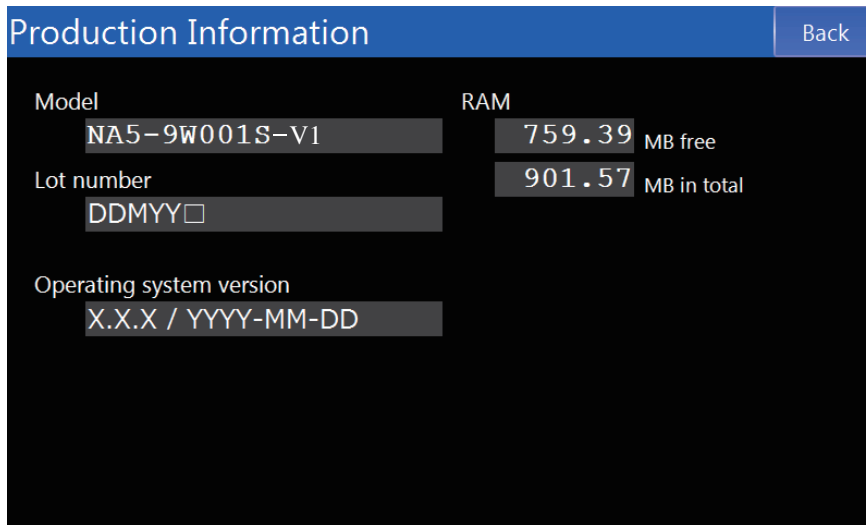 Production Information
Back
Model
NA5-9W001S-V1
Lot number
DDMYY□
Operating system version
X.X.X / YYYY-MM-DD
RAM
759.39 MB free
901.57 MB in total